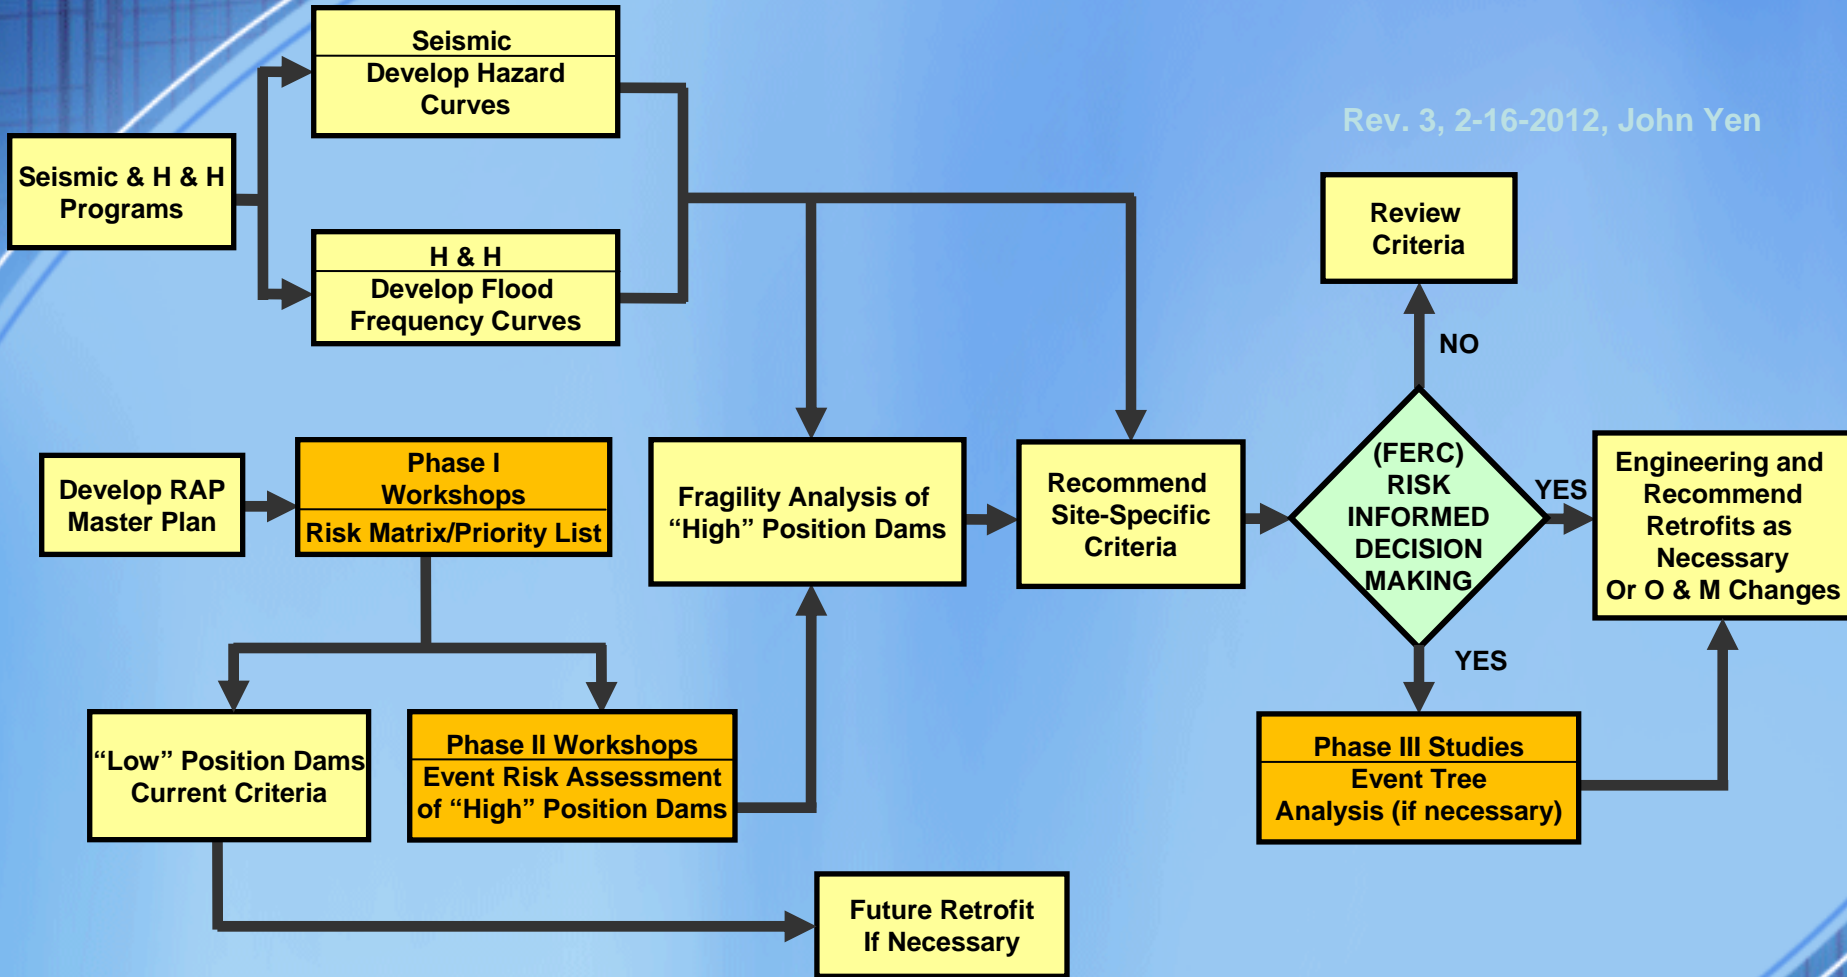 Seismic
Develop Hazard
Curves
Rev. 3, 2-16-2012, John Yen
Seismic & H & H
Programs
H & H
Develop Flood
Frequency Curves
Review
Criteria
NO
Develop RAP
Master Plan
Phase I
Workshops
Risk Matrix/Priority List
Fragility Analysis of
“High” Position Dams
Recommend
Site-Specific
Criteria
(FERC)
RISK
INFORMED
DECISION
MAKING
YES
Engineering and
Recommend
Retrofits as
Necessary
Or O & M Changes
YES
“Low” Position Dams
Current Criteria
Phase II Workshops
Event Risk Assessment
of “High” Position Dams
Phase III Studies
Event Tree
Analysis (if necessary)
Future Retrofit
If Necessary